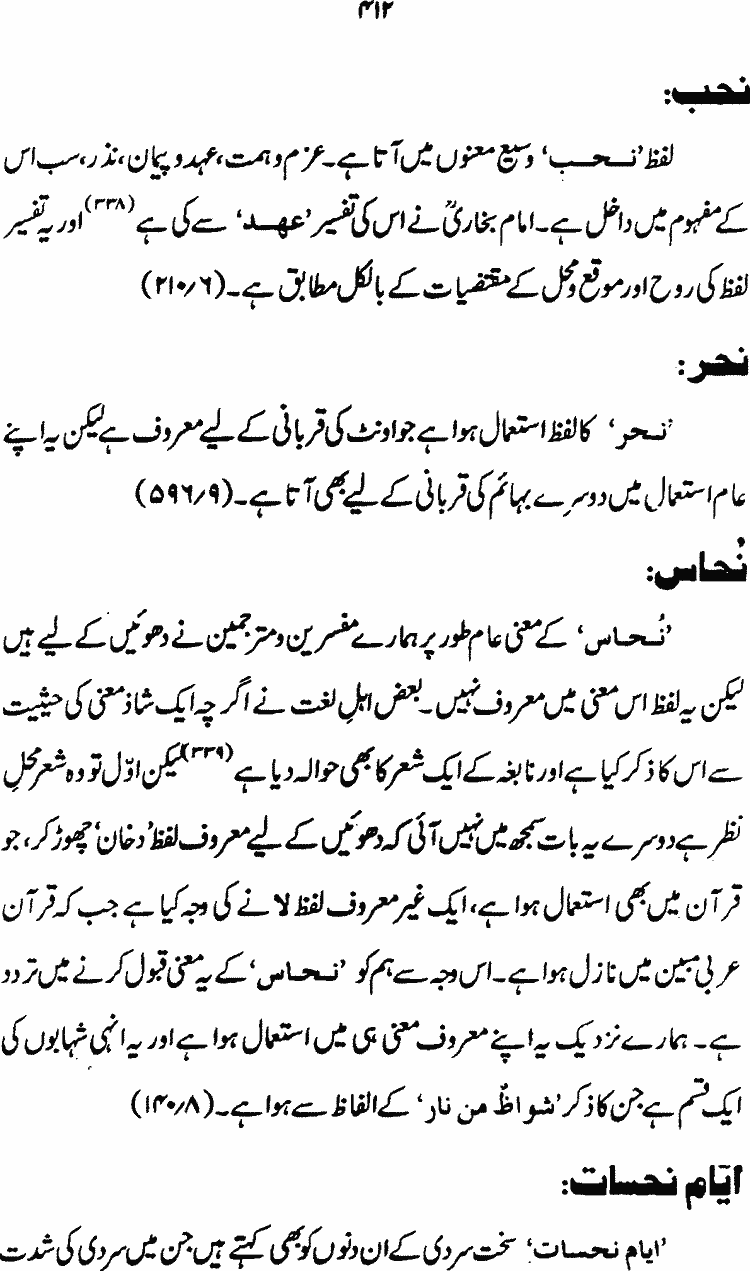 ۴۱۲
نحب:
لفظ ’نــحــب‘ وسیع معنوں میں آتا ہے۔ عزم و ہمت، عہد و پیمان، نذر، سب اس
کے مفہوم میں داخل ہے۔ امام بخاریؒ نے اس کی تفسیر ’عھـد‘ سے کی ہے (۳۳۸) اور یہ تفسیر
لفظ کی روح اور موقع و محل کے مقتضیات کے بالکل مطابق ہے۔ (۲۱۰/۶)
نحر:
’نـحر‘ کا لفظ استعمال ہوا ہے جو اونٹ کی قربانی کے لیے معروف ہے لیکن یہ اپنے
عام استعمال میں دوسرے بہائم کی قربانی کے لیے بھی آتا ہے۔ (۵۹۶/۹)
نُحاس:
’نُـحـاس‘ کے معنی عام طور پر ہمارے مفسرین و مترجمین نے دھوئیں کے لیے ہیں
لیکن یہ لفظ اس معنی میں معروف نہیں۔ بعض اہلِ لغت نے اگر چہ ایک شاذ معنی کی حیثیت
سے اس کا ذکر کیا ہے اور نابغہ کے ایک شعر کا بھی حوالہ دیا ہے (۳۳۹) لیکن اوّل تو وہ شعر محلِ
نظر ہے دوسرے یہ بات سمجھ میں نہیں آئی کہ دھوئیں کے لیے معروف لفظ ’دخان‘ چھوڑ کر، جو
قرآن میں بھی استعمال ہوا ہے، ایک غیر معروف لفظ لانے کی وجہ کیا ہے جب کہ قرآن
عربی مبین میں نازل ہوا ہے۔ اس وجہ سے ہم کو ’نـحـاس‘ کے یہ معنی قبول کرنے میں تردد
ہے۔ ہمارے نزدیک یہ اپنے معروف معنی ہی میں استعمال ہوا ہے اور یہ انہی شہابوں کی
ایک قسم ہے جن کا ذکر ’شواظٌ من نار‘ کے الفاظ سے ہوا ہے۔ (۱۴۰/۸)
ایّام نحسات:
’ایام نحسات‘ سخت سردی کے ان دنوں کو بھی کہتے ہیں جن میں سردی کی شدت